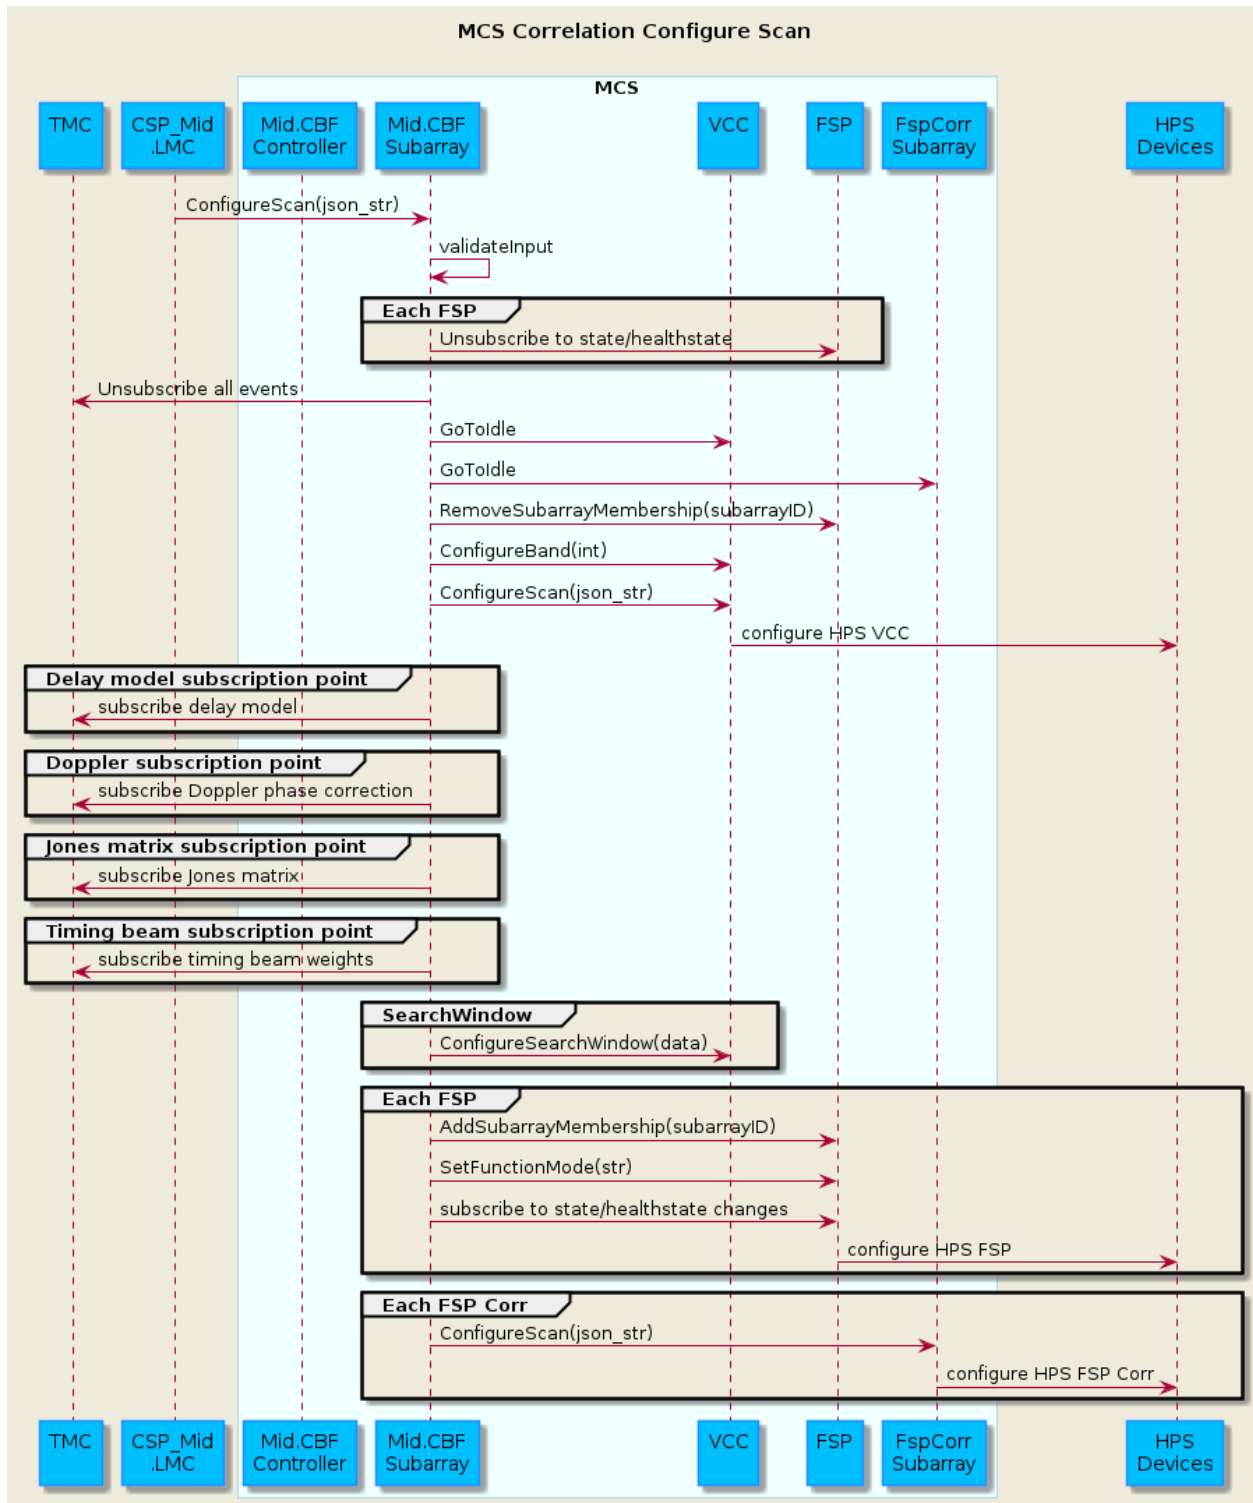 MCS Correlation Configure Scan
MCS
TMC
CSP_Mid
.LMC
Mid.CBF
Controller
Mid.CBF
Subarray
VCC
FSP
FspCorr
Subarray
HPS
Devices
ConfigureScan(json_str)
validateInput
Each FSP
Unsubscribe to state/healthstate
Unsubscribe all events
GoToIdle
GoToIdle
RemoveSubarrayMembership(subarrayID)
ConfigureBand(int)
ConfigureScan(json_str)
configure HPS VCC
Delay model subscription point
subscribe delay model
Doppler subscription point
subscribe Doppler phase correction
Jones matrix subscription point
subscribe Jones matrix
Timing beam subscription point
subscribe timing beam weights
SearchWindow
ConfigureSearchWindow(data)
Each FSP
AddSubarrayMembership(subarrayID)
SetFunctionMode(str)
subscribe to state/healthstate changes
configure HPS FSP
Each FSP Corr
ConfigureScan(json_str)
configure HPS FSP Corr
TMC
CSP_Mid
.LMC
Mid.CBF
Controller
Mid.CBF
Subarray
VCC
FSP
FspCorr
Subarray
HPS
Devices